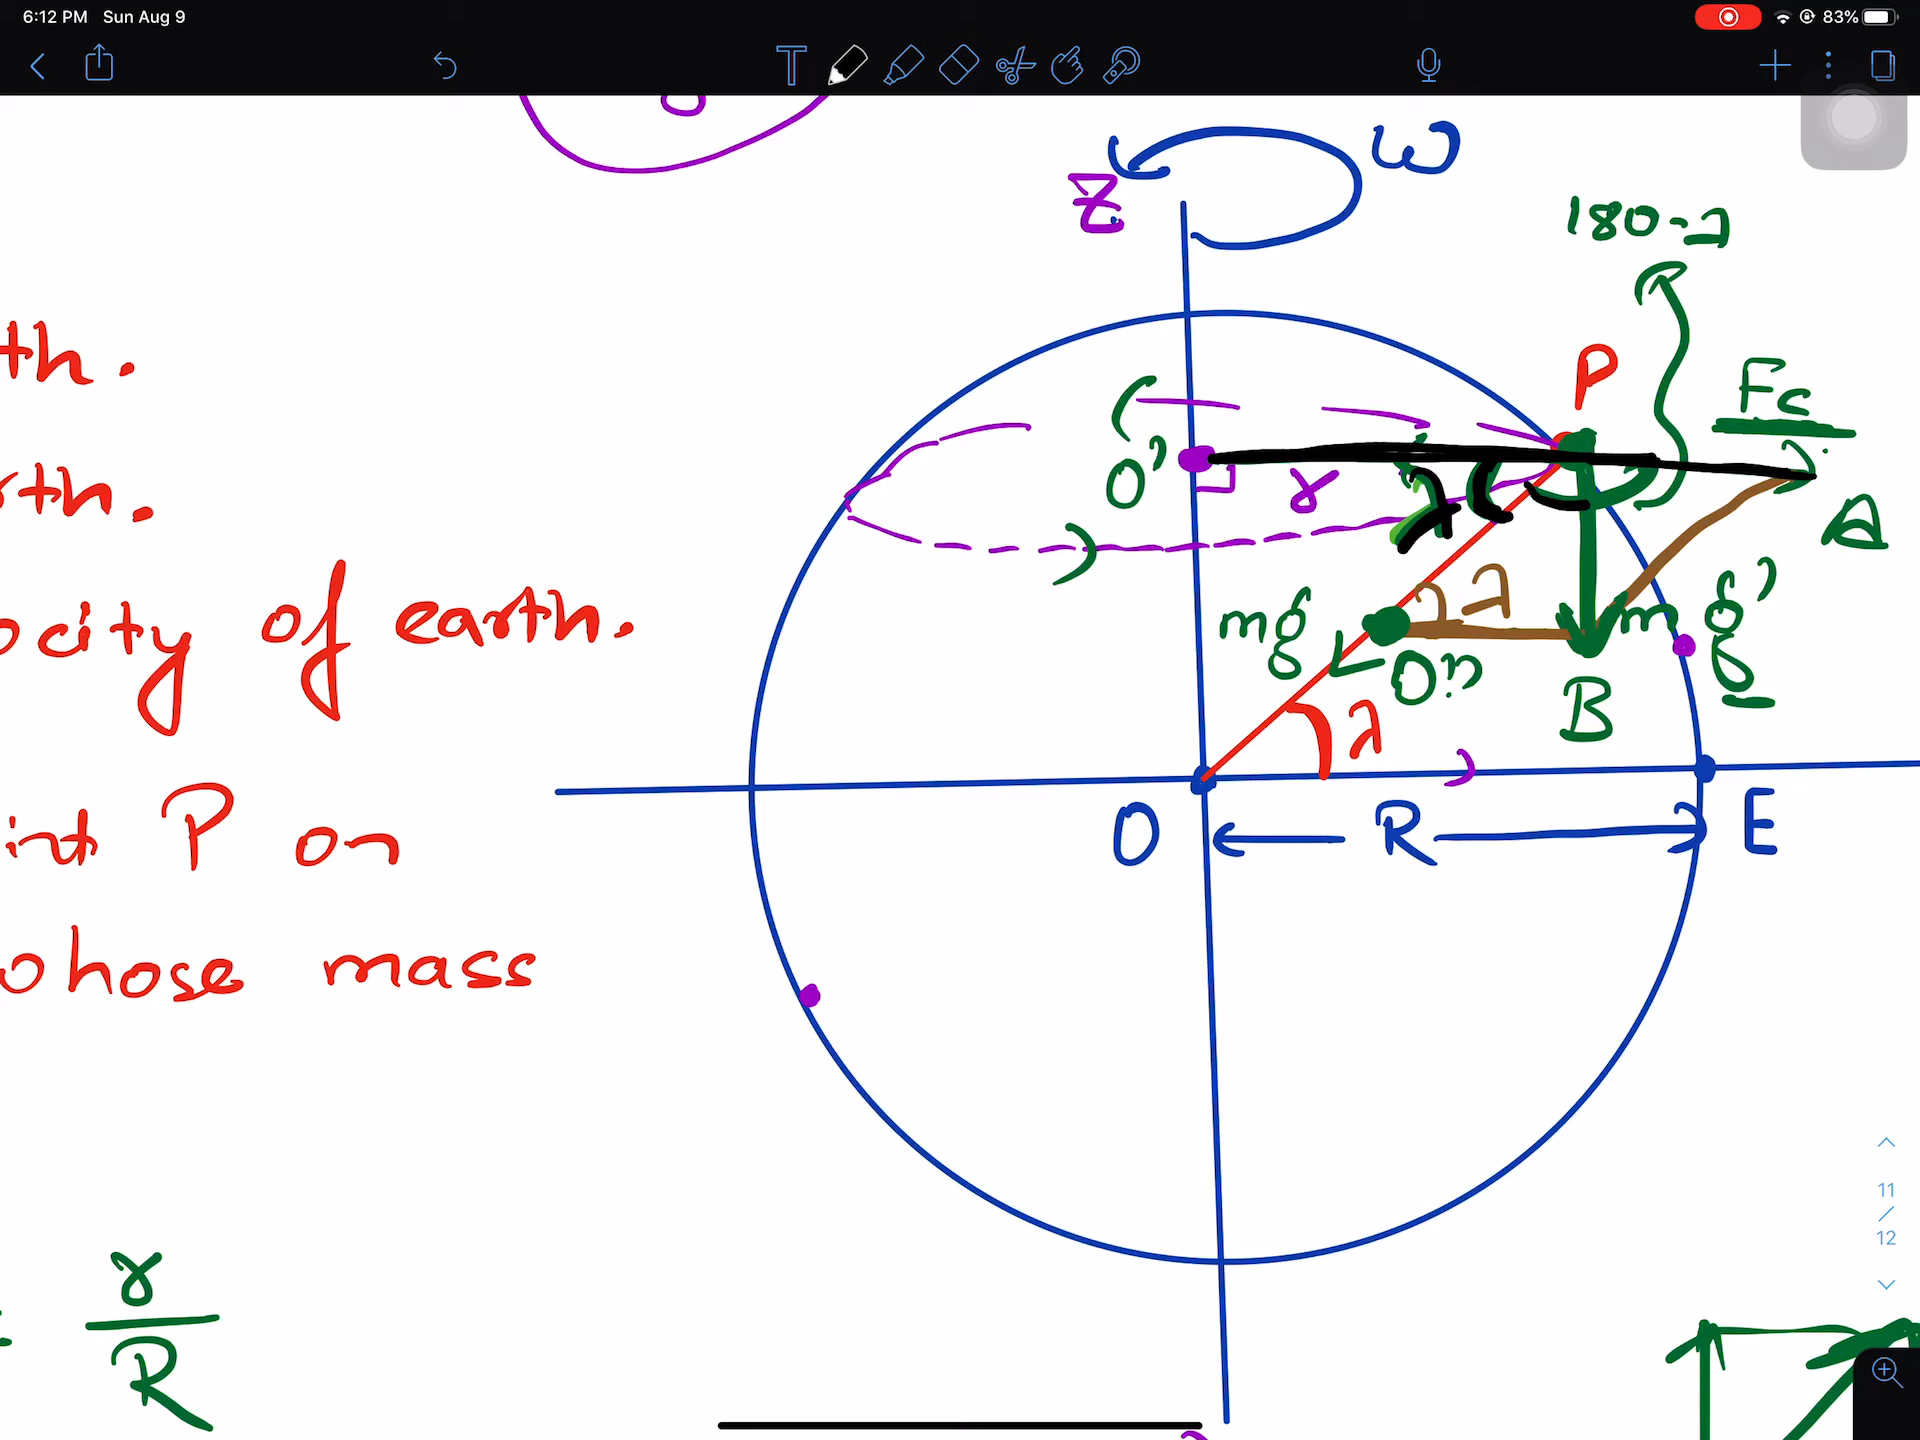 6:12 PM Sun Aug 9
83%
T
ω
Z
180-λ
th.
P
Fc
O'
r
λ
A
rth.
λ
mg
mg'
ocity of earth.
O"
B
λ
int P on
O
R
E
whose mass
11
/
12
r
R